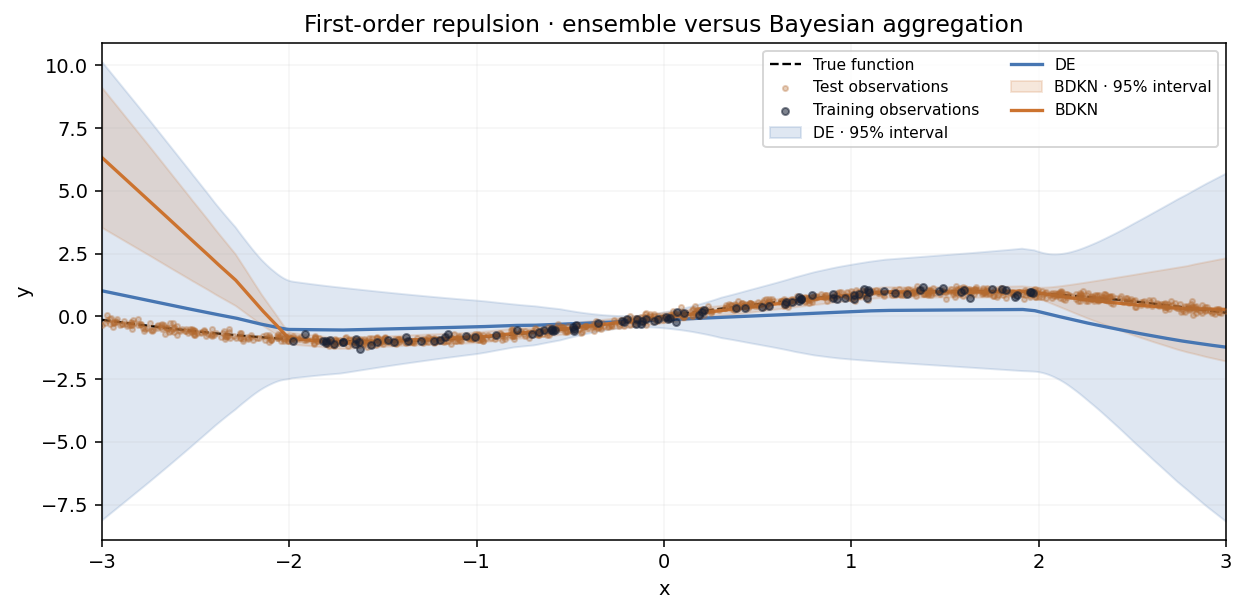 First-order repulsion · ensemble versus Bayesian aggregation
True function
Test observations
Training observations
DE · 95% interval
DE
BDKN · 95% interval
BDKN
10.0
7.5
5.0
2.5
0.0
−2.5
−5.0
−7.5
y
−3
−2
−1
0
1
2
3
x